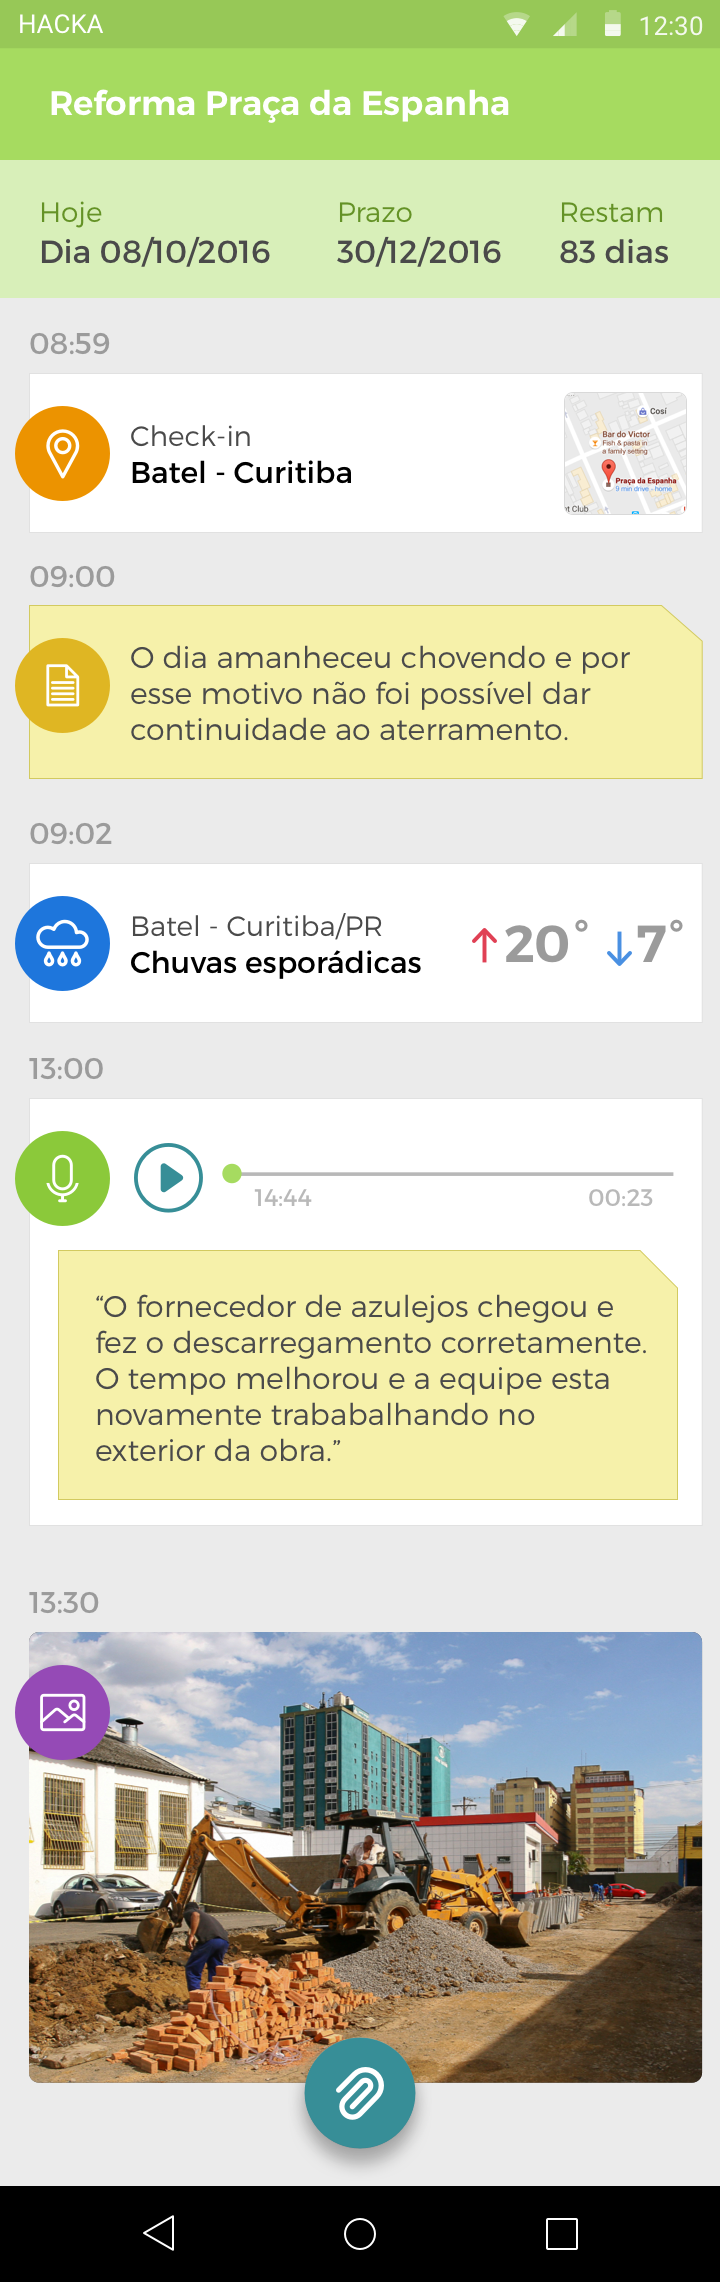 HACKA 12:30
Reforma Praça da Espanha
Hoje Prazo Restam
Dia 08/10/2016 30/12/2016 83 dias
08:59
Check-in
Batel - Curitiba
Cosí
Bar do Victor
Fish & pasta in
a family setting
Praça da Espanha
9 min drive - home
nt Club
09:00
O dia amanheceu chovendo e por
esse motivo não foi possível dar
continuidade ao aterramento.
09:02
Batel - Curitiba/PR
Chuvas esporádicas
20° 7°
13:00
14:44 00:23
“O fornecedor de azulejos chegou e
fez o descarregamento corretamente.
O tempo melhorou e a equipe esta
novamente trababalhando no
exterior da obra.”
13:30